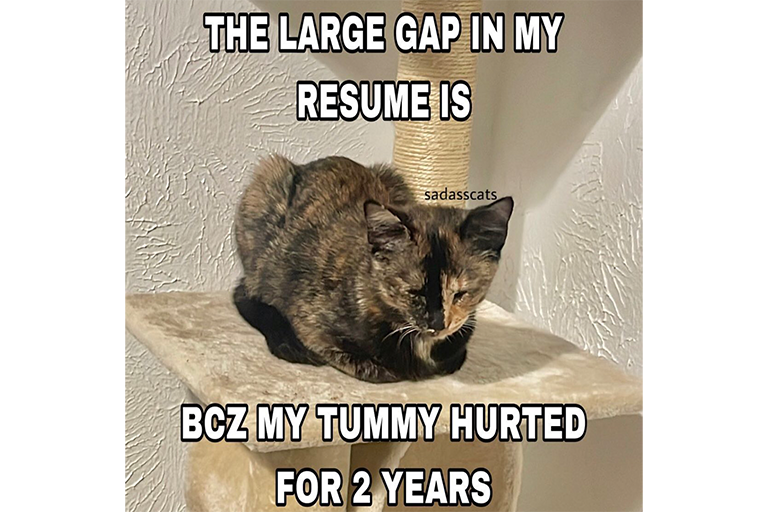 THE LARGE GAP IN MY
RESUME IS
sadasscats
BCZ MY TUMMY HURTED
FOR 2 YEARS